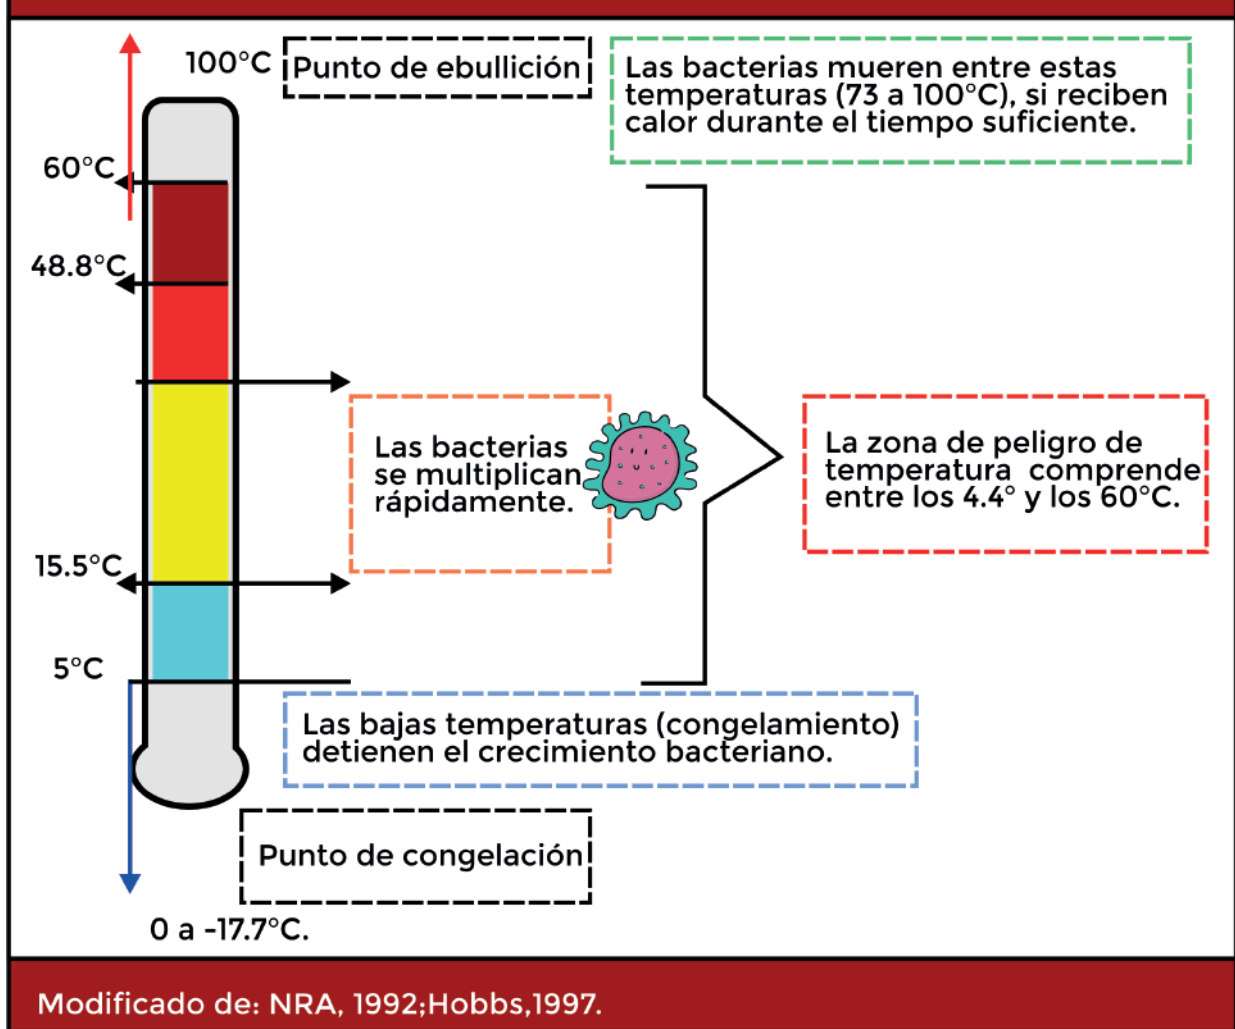 100°C
Punto de ebullición
Las bacterias mueren entre estas
temperaturas (73 a 100°C), si reciben
calor durante el tiempo suficiente.
60°C
48.8°C
Las bacterias
se multiplican
rápidamente.
La zona de peligro de
temperatura comprende
entre los 4.4° y los 60°C.
15.5°C
5°C
Las bajas temperaturas (congelamiento)
detienen el crecimiento bacteriano.
Punto de congelación
0 a -17.7°C.
Modificado de: NRA, 1992;Hobbs,1997.